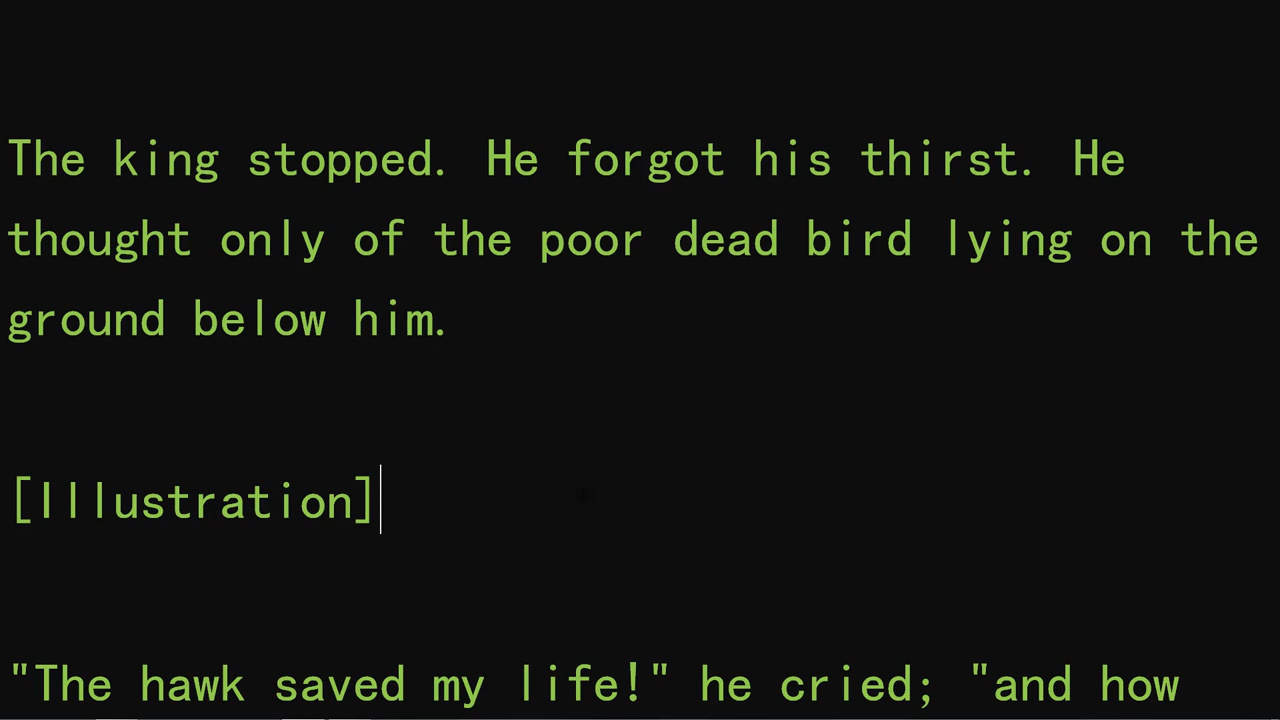 The king stopped. He forgot his thirst. He
thought only of the poor dead bird lying on the
ground below him.
[Illustration]
"The hawk saved my life!" he cried; "and how